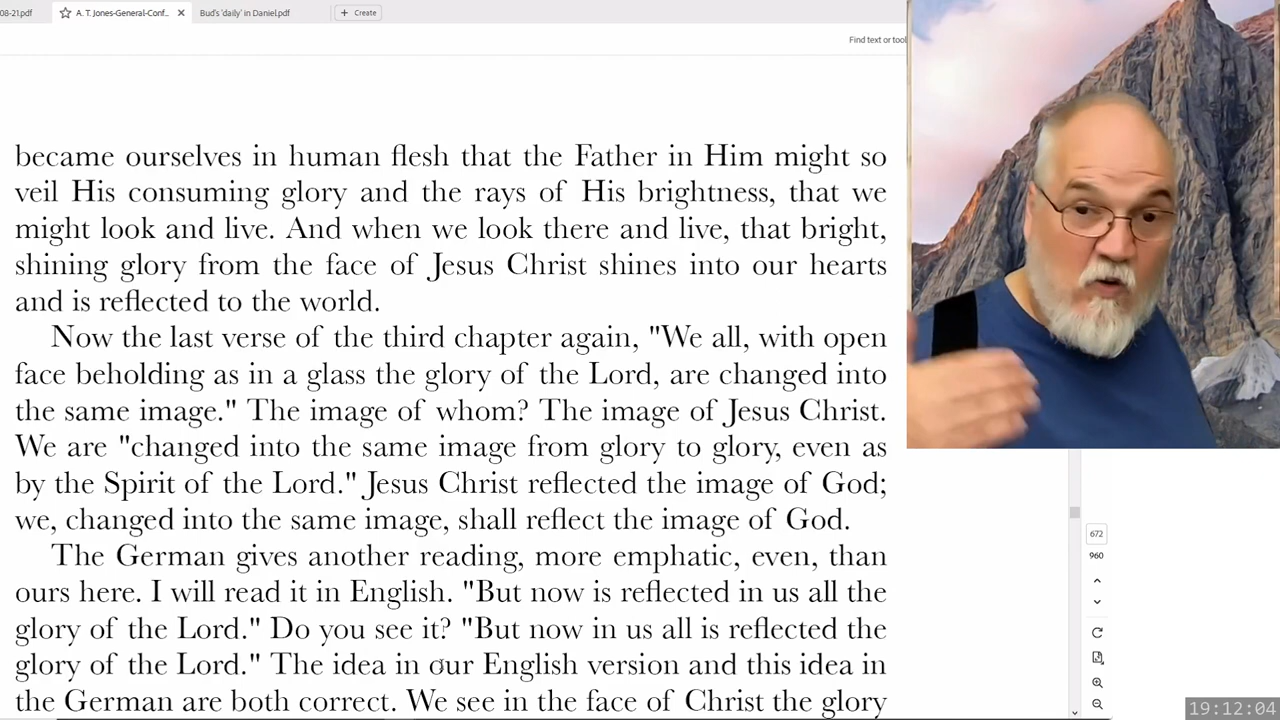 08-21.pdf
A. T. Jones-General-Conf...
Bud's 'daily' in Daniel.pdf
Create
Find text or tool
became ourselves in human flesh that the Father in Him might so
veil His consuming glory and the rays of His brightness, that we
might look and live. And when we look there and live, that bright,
shining glory from the face of Jesus Christ shines into our hearts
and is reflected to the world.
Now the last verse of the third chapter again, "We all, with open
face beholding as in a glass the glory of the Lord, are changed into
the same image." The image of whom? The image of Jesus Christ.
We are "changed into the same image from glory to glory, even as
by the Spirit of the Lord." Jesus Christ reflected the image of God;
we, changed into the same image, shall reflect the image of God.
The German gives another reading, more emphatic, even, than
ours here. I will read it in English. "But now is reflected in us all the
glory of the Lord." Do you see it? "But now in us all is reflected the
glory of the Lord." The idea in our English version and this idea in
the German are both correct. We see in the face of Christ the glory
672
960
19:12:04